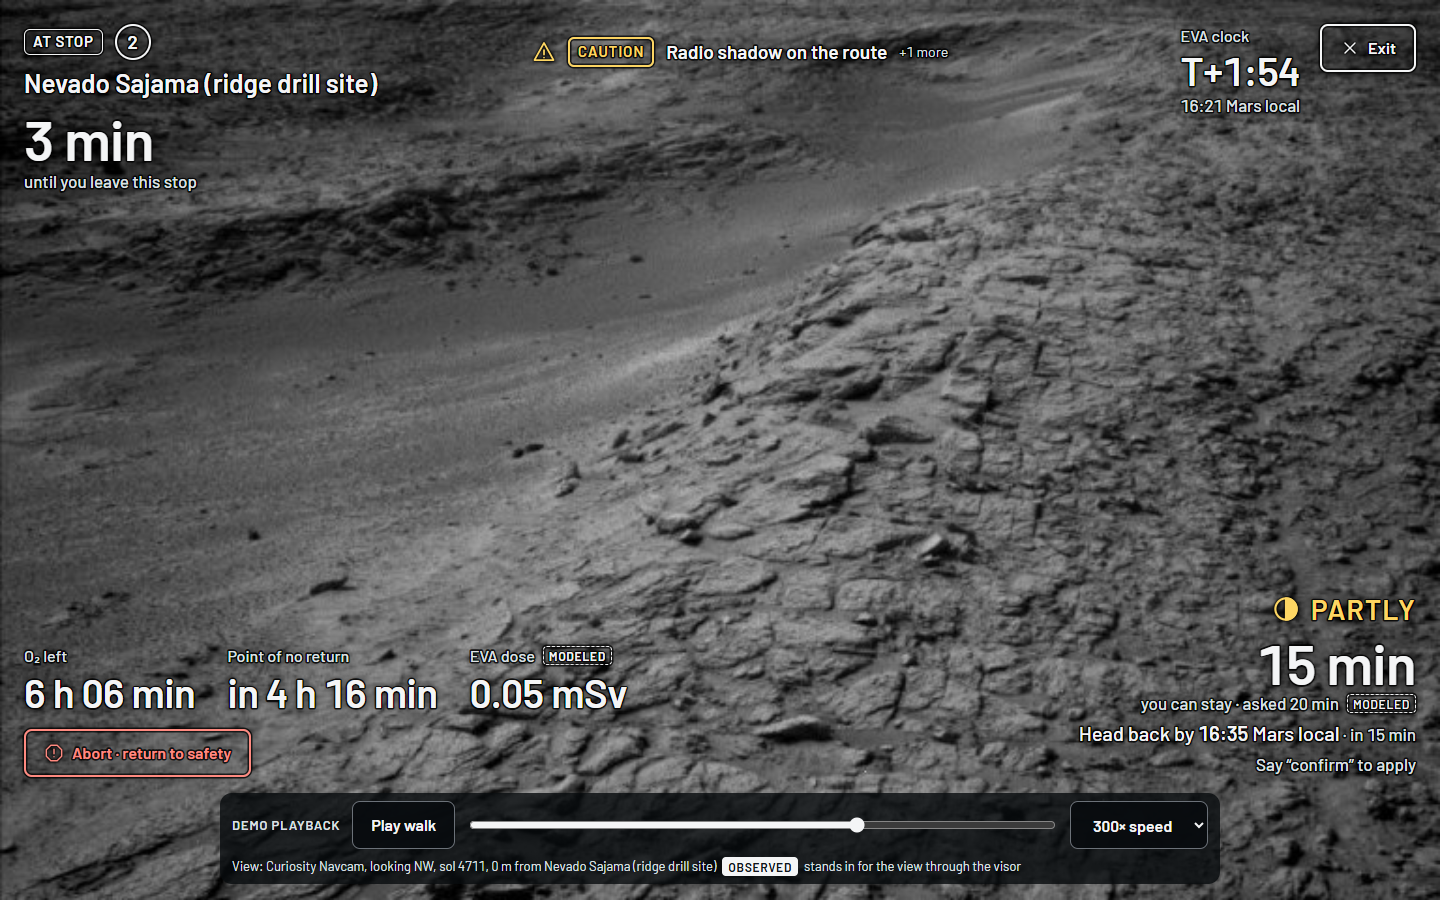 AT STOP 2
Nevado Sajama (ridge drill site)
3 min
until you leave this stop
CAUTION Radio shadow on the route +1 more
EVA clock
T+1:54
16:21 Mars local
Exit
O₂ left
6 h 06 min
Point of no return
in 4 h 16 min
EVA dose MODELED
0.05 mSv
Abort · return to safety
PARTLY
15 min
you can stay · asked 20 min MODELED
Head back by 16:35 Mars local · in 15 min
Say “confirm” to apply
DEMO PLAYBACK Play walk 300× speed
View: Curiosity Navcam, looking NW, sol 4711, 0 m from Nevado Sajama (ridge drill site) OBSERVED stands in for the view through the visor